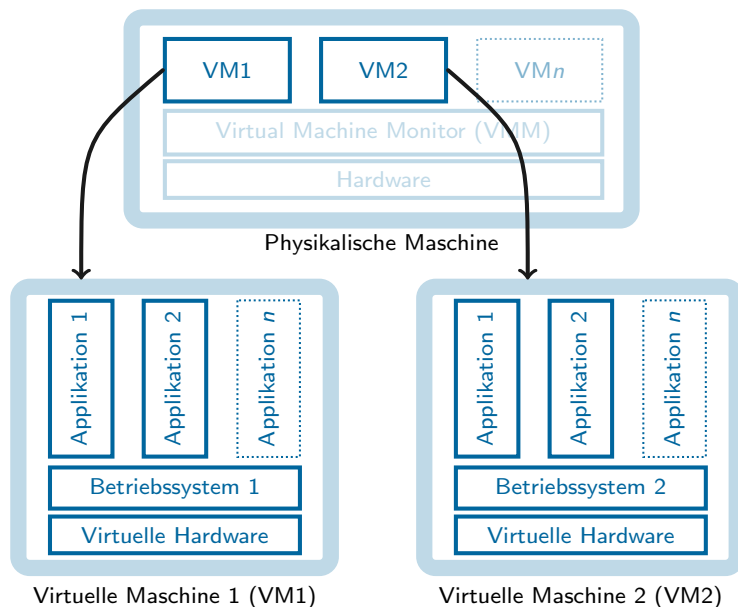 VM1
VM2
VMn
Virtual Machine Monitor (VMM)
Hardware
Physikalische Maschine
Applikation 1
Applikation 2
Applikation n
Betriebssystem 1
Virtuelle Hardware
Virtuelle Maschine 1 (VM1)
Applikation 1
Applikation 2
Applikation n
Betriebssystem 2
Virtuelle Hardware
Virtuelle Maschine 2 (VM2)